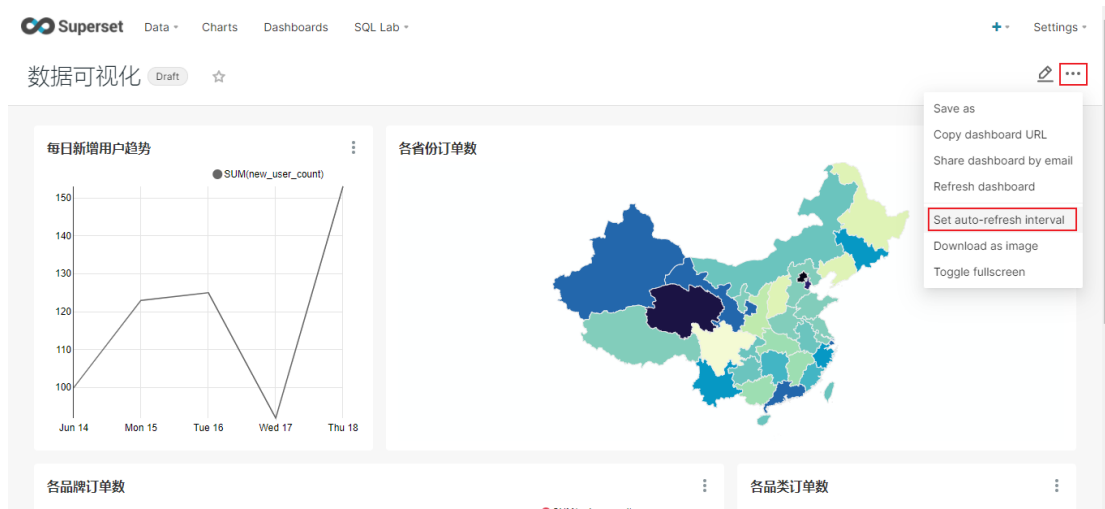 Superset Data Charts Dashboards SQL Lab + Settings
数据可视化 Draft
Save as
Copy dashboard URL
Share dashboard by email
Refresh dashboard
Set auto-refresh interval
Download as image
Toggle fullscreen
每日新增用户趋势
SUM(new_user_count)
150
140
130
120
110
100
Jun 14 Mon 15 Tue 16 Wed 17 Thu 18
各省份订单数
各品牌订单数
各品类订单数